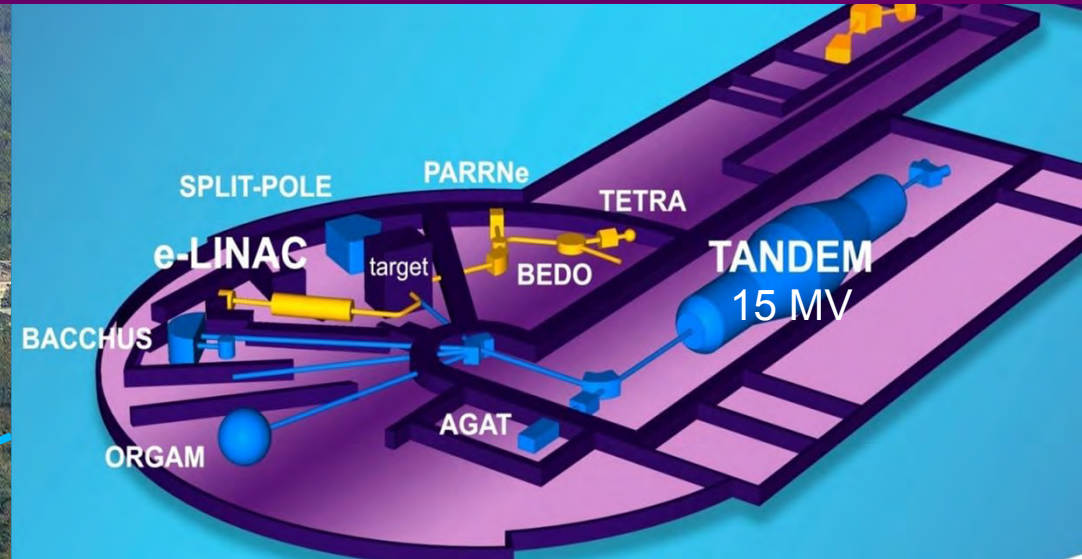 PARRNe
SPLIT-POLE
TETRA
e-LINAC
target
BEDO
TANDEM
15 MV
BACCHUS
AGAT
ORGAM